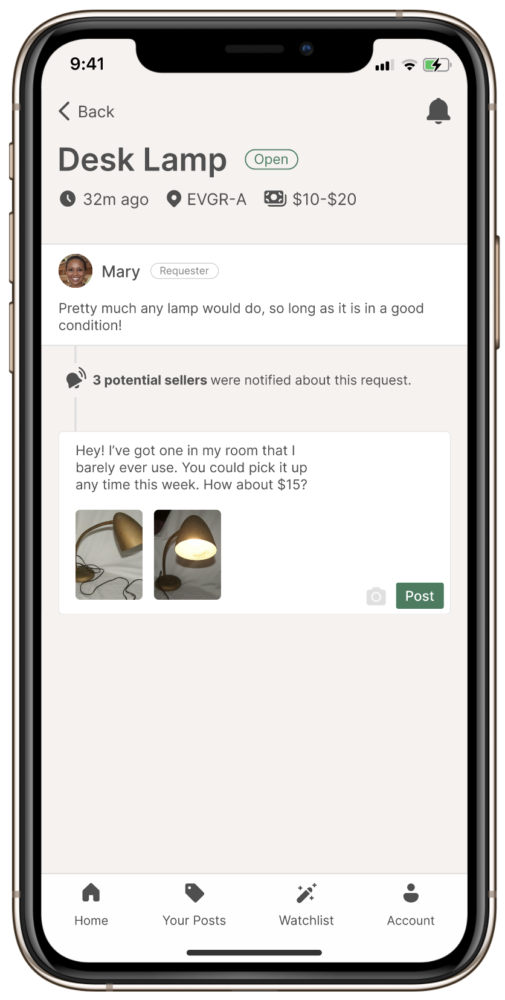 9:41
Back
Desk Lamp Open
32m ago EVGR-A $10-$20
Mary Requester
Pretty much any lamp would do, so long as it is in a good
condition!
3 potential sellers were notified about this request.
Hey! I’ve got one in my room that I
barely ever use. You could pick it up
any time this week. How about $15?
Post
Home Your Posts Watchlist Account